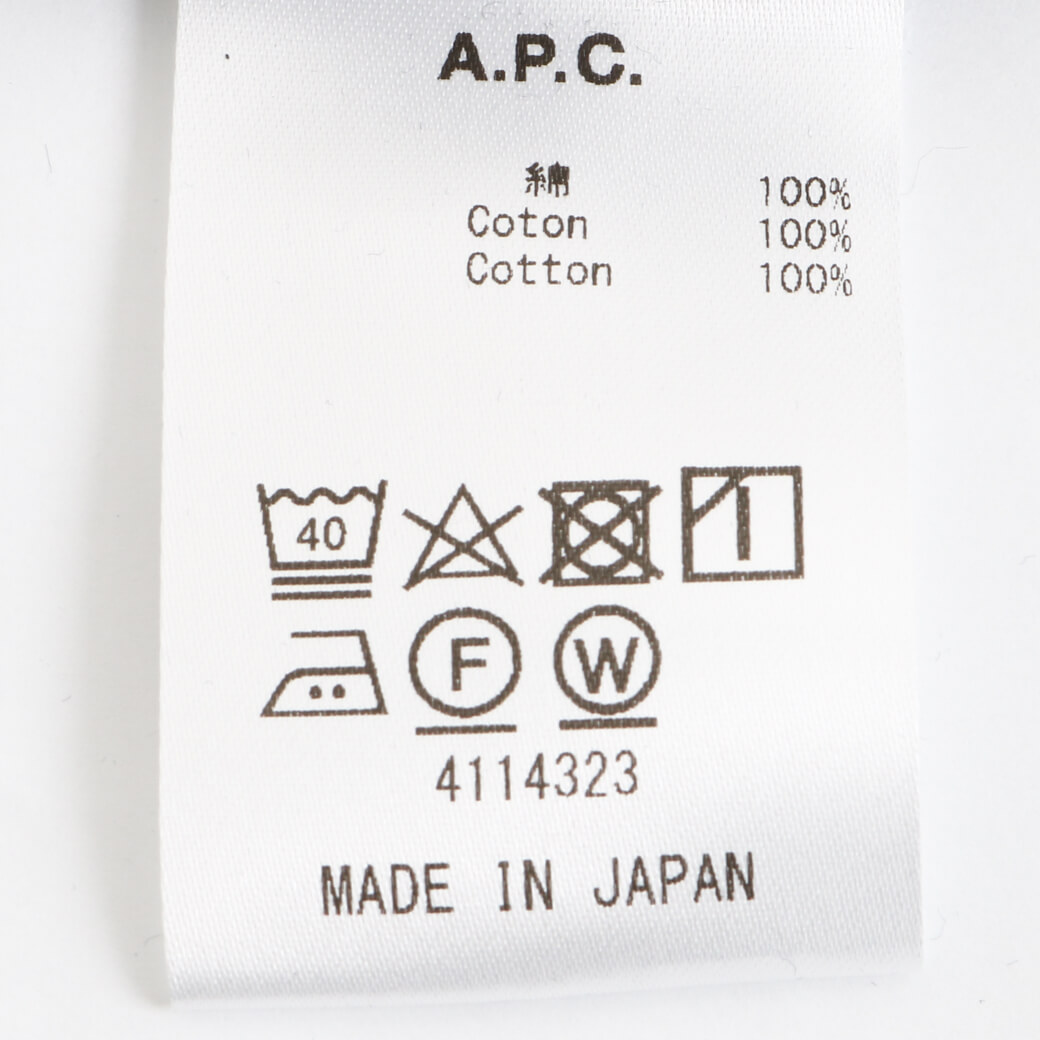 A.P.C.
綿 100%
Coton 100%
Cotton 100%
40
F W
4114323
MADE IN JAPAN